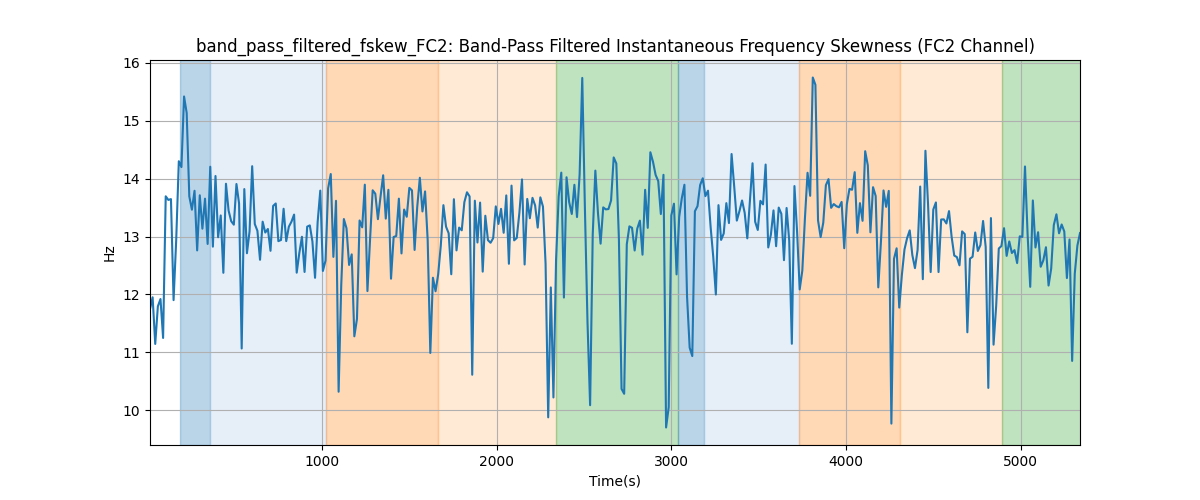 band_pass_filtered_fskew_FC2: Band-Pass Filtered Instantaneous Frequency Skewness (FC2 Channel)
16
15
14
13
12
11
10
Hz
1000 2000 3000 4000 5000
Time(s)